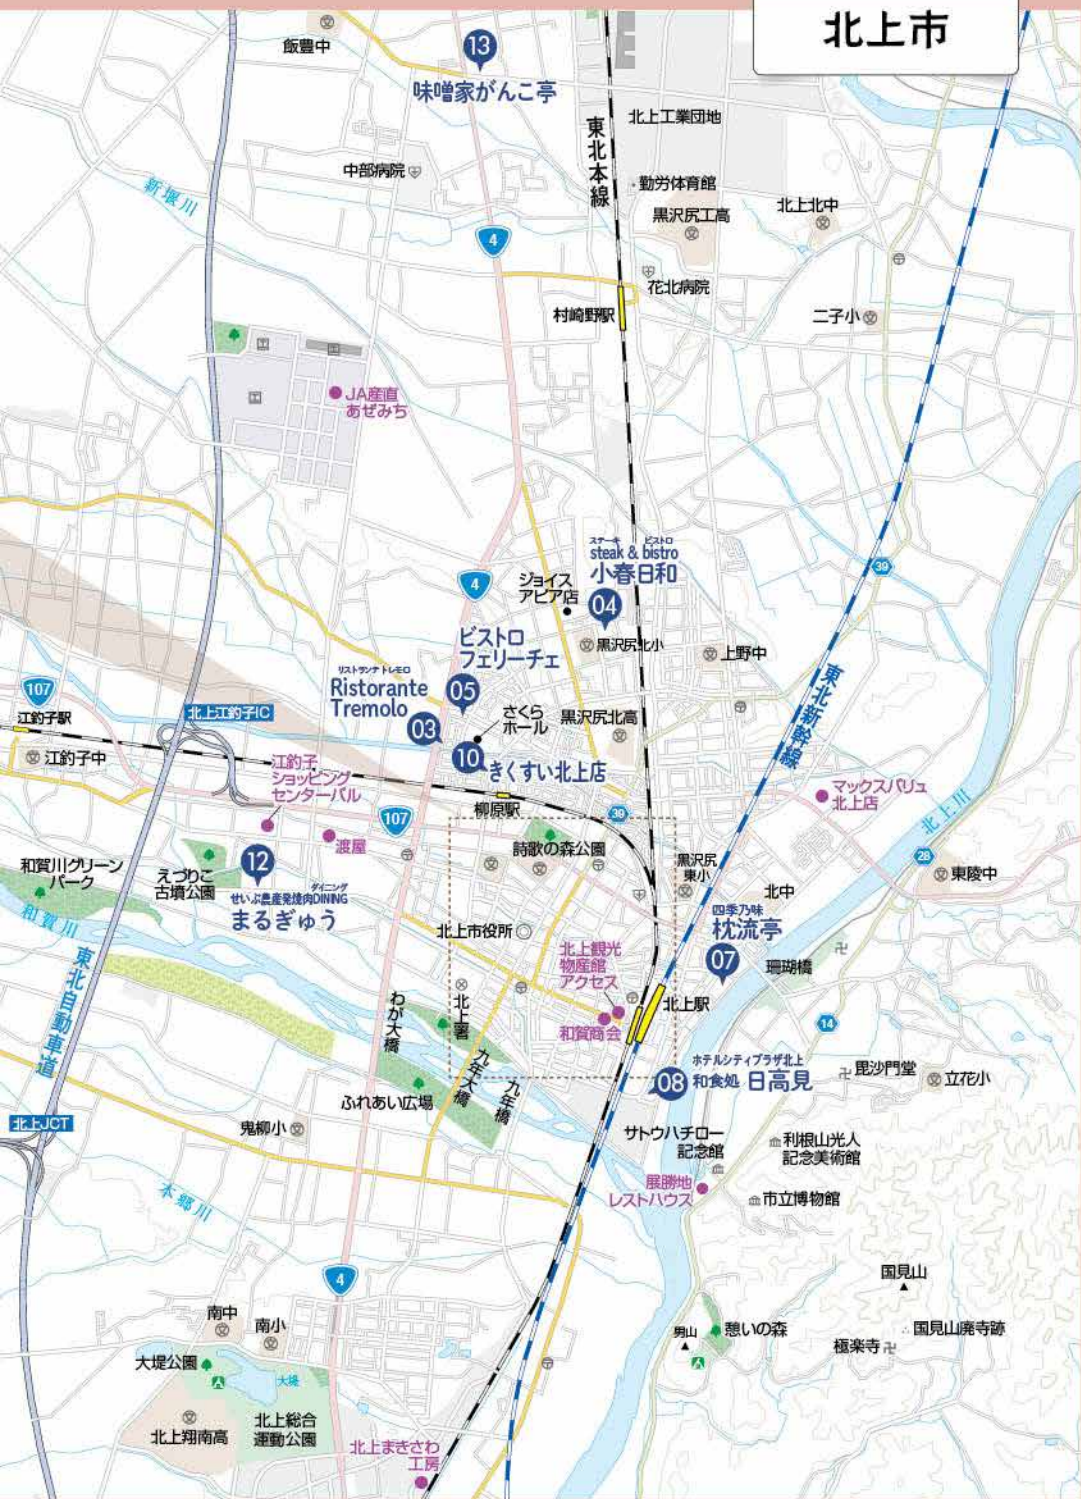 北上市
飯豊中
13
味噌家がんこ亭
東北本線
北上工業団地
中部病院
勤労体育館
黒沢尻工高
北上北中
新堰川
4
花北病院
村崎野駅
二子小
JA産直
あぜみち
39
ステーキ ビストロ
steak & bistro
小春日和
04
ジョイス
アピア店
4
黒沢尻北小
上野中
ビストロ
フェリーチェ
05
リストランテ トレモロ
Ristorante
Tremolo
03
さくら
ホール
黒沢尻北高
東北新幹線
107
江釣子駅
北上江釣子IC
江釣子中
10
きくすい北上店
江釣子
ショッピング
センターパル
柳原駅
39
マックスバリュ
北上店
北上川
107
渡屋
詩歌の森公園
黒沢尻
東小
28
東陵中
和賀川グリーン
パーク
えづりこ
古墳公園
12
せいぶ農産発焼肉DINING
ダイニング
まるぎゅう
北中
四季乃味
枕流亭
07
和賀川
北上市役所
北上観光
物産館
アクセス
珊瑚橋
東北自動車道
北上署
わが大橋
和賀商会
北上駅
14
九年大橋
九年橋
ホテルシティプラザ北上
08
和食処 日高見
毘沙門堂
立花小
ふれあい広場
北上JCT
鬼柳小
サトウハチロー
記念館
利根山光人
記念美術館
展勝地
レストハウス
市立博物館
本郷川
4
国見山
南中
南小
男山
憩いの森
国見山廃寺跡
極楽寺
大堤公園
大堤
北上翔南高
北上総合
運動公園
北上まきさわ
工房